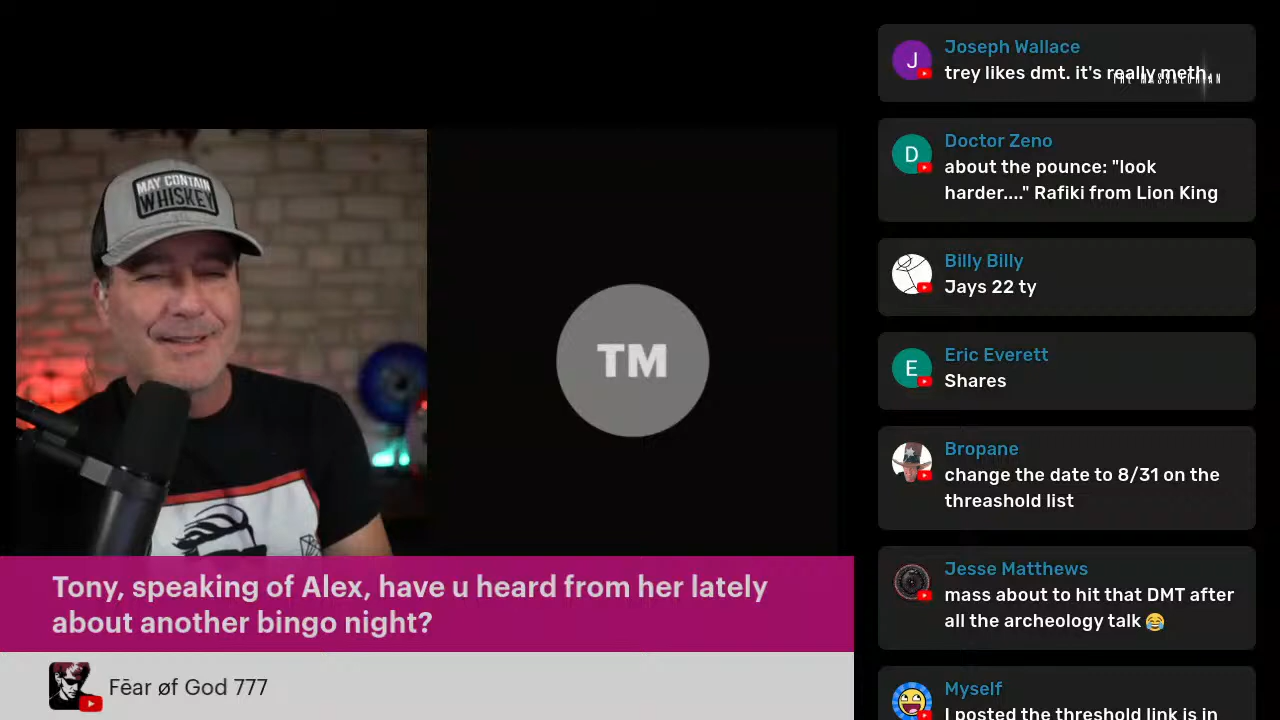 MAY CONTAIN
WHISKEY
TM
Tony, speaking of Alex, have u heard from her lately
about another bingo night?
Fēar øf God 777
J
Joseph Wallace
trey likes dmt. it's really meth.
D
Doctor Zeno
about the pounce: "look
harder...." Rafiki from Lion King
Billy Billy
Jays 22 ty
E
Eric Everett
Shares
Bropane
change the date to 8/31 on the
threashold list
Jesse Matthews
mass about to hit that DMT after
all the archeology talk 😂
Myself
I posted the threshold link is in